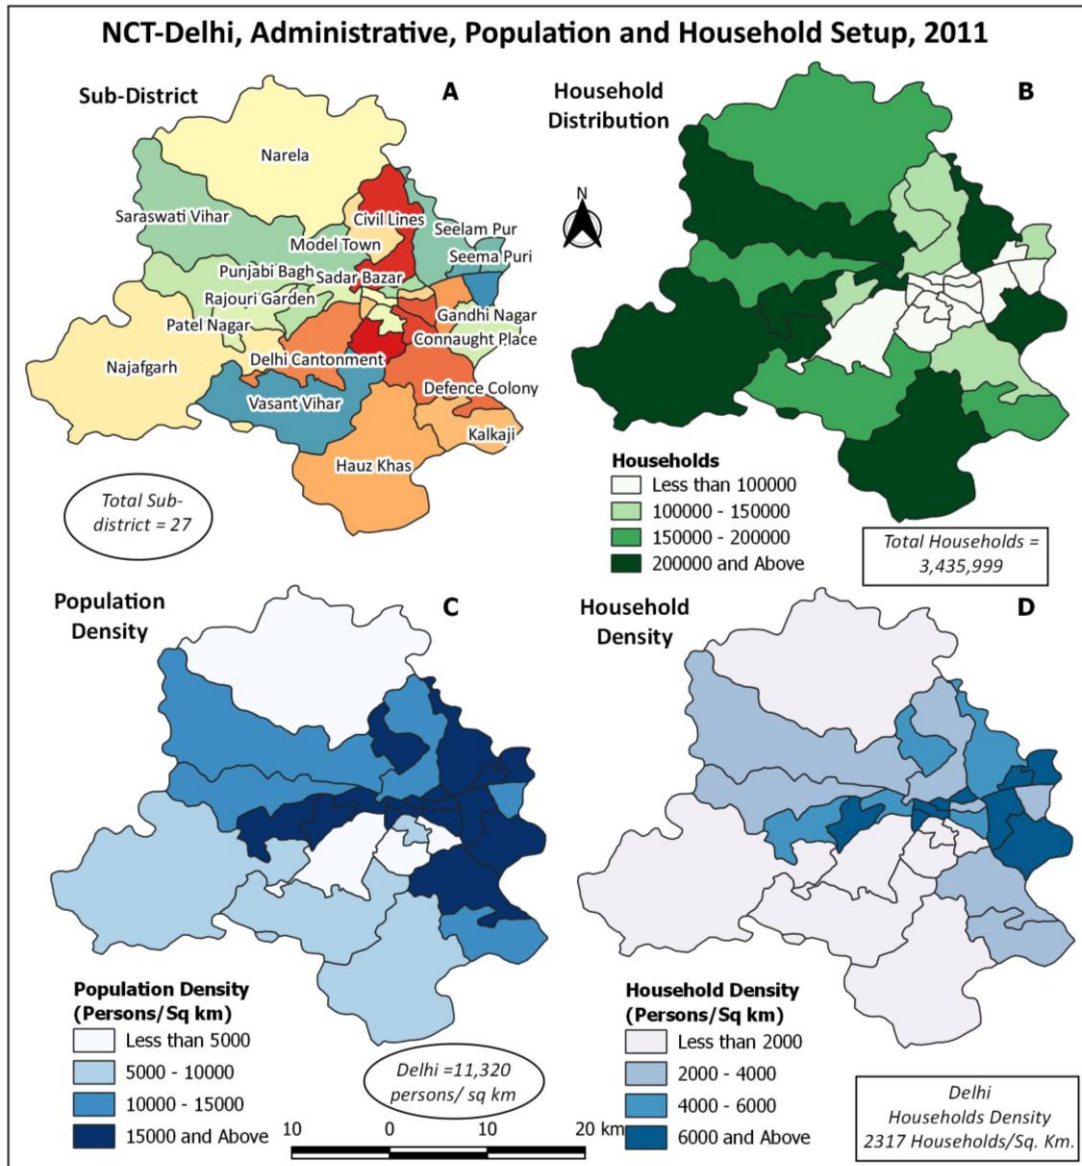 NCT-Delhi, Administrative, Population and Household Setup, 2011
Sub-District
A
Narela
Saraswati Vihar
Civil Lines
Model Town
Seelam Pur
Seema Puri
Punjabi Bagh
Sadar Bazar
Rajouri Garden
Gandhi Nagar
Patel Nagar
Connaught Place
Najafgarh
Delhi Cantonment
Defence Colony
Vasant Vihar
Kalkaji
Hauz Khas
Total Sub-
district = 27
Household
Distribution
B
N
Households
Less than 100000
100000 - 150000
150000 - 200000
200000 and Above
Total Households =
3,435,999
Population
Density
C
Population Density
(Persons/Sq km)
Less than 5000
5000 - 10000
10000 - 15000
15000 and Above
Delhi =11,320
persons/ sq km
10 0 10 20 km
Household
Density
D
Household Density
(Persons/Sq km)
Less than 2000
2000 - 4000
4000 - 6000
6000 and Above
Delhi
Households Density
2317 Households/Sq. Km.